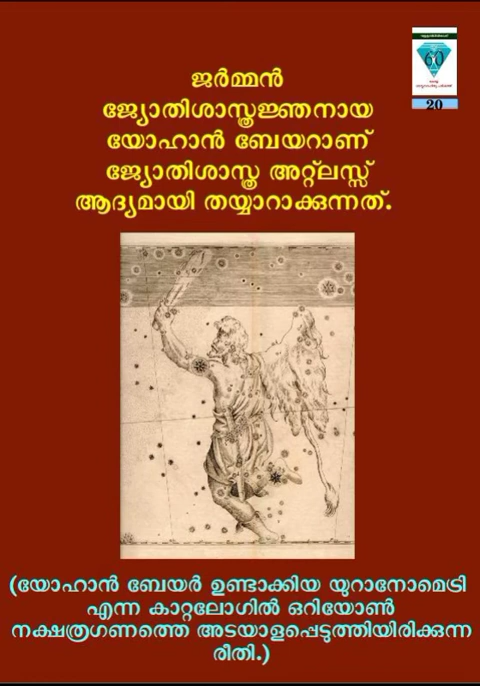 60
20
ജർമ്മൻ
ജ്യോതിശാസ്ത്രജ്ഞനായ
യോഹാൻ ബേയറാണ്
ജ്യോതിശാസ്ത്ര അറ്റ്ലസ്സ്
ആദ്യമായി തയ്യാറാക്കുന്നത്.
(യോഹാൻ ബേയർ ഉണ്ടാക്കിയ യുറാനോമെട്രി
എന്ന കാറ്റലോഗിൽ ഒറിയോൺ
നക്ഷത്രഗണത്തെ അടയാളപ്പെടുത്തിയിരിക്കുന്ന
രീതി.)